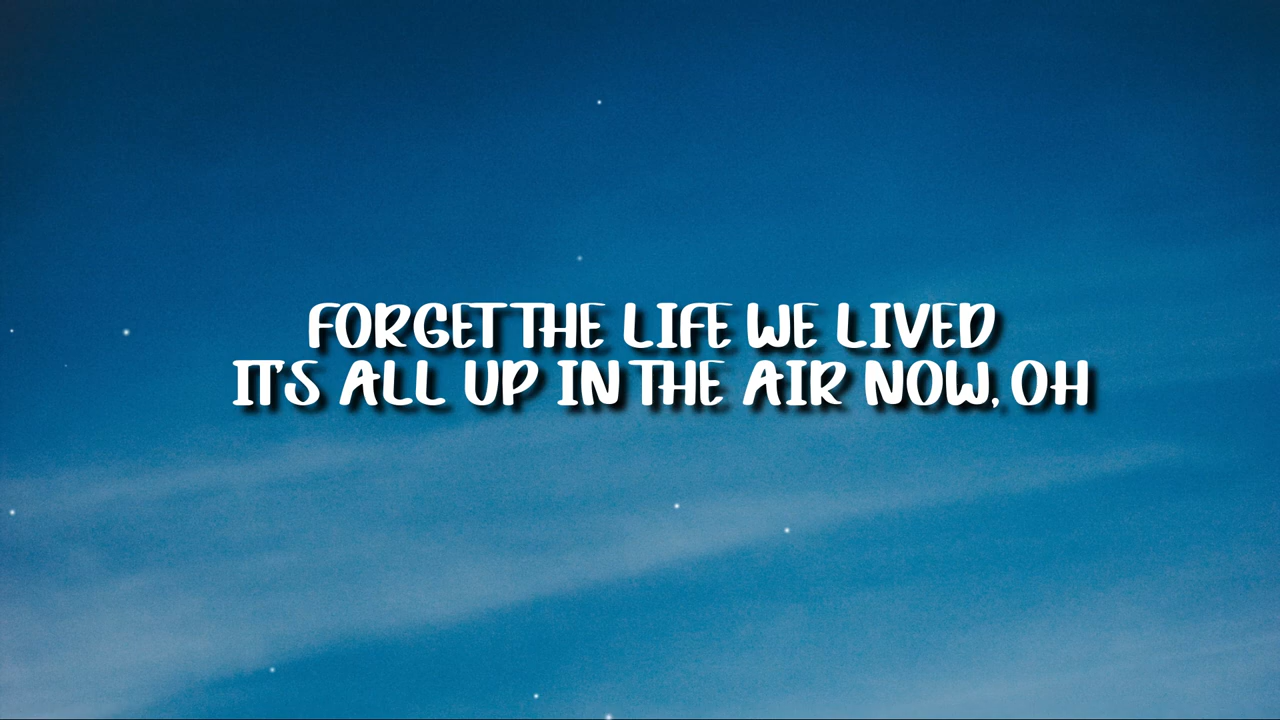 FORGET THE LIFE WE LIVED
IT'S ALL UP IN THE AIR NOW, OH